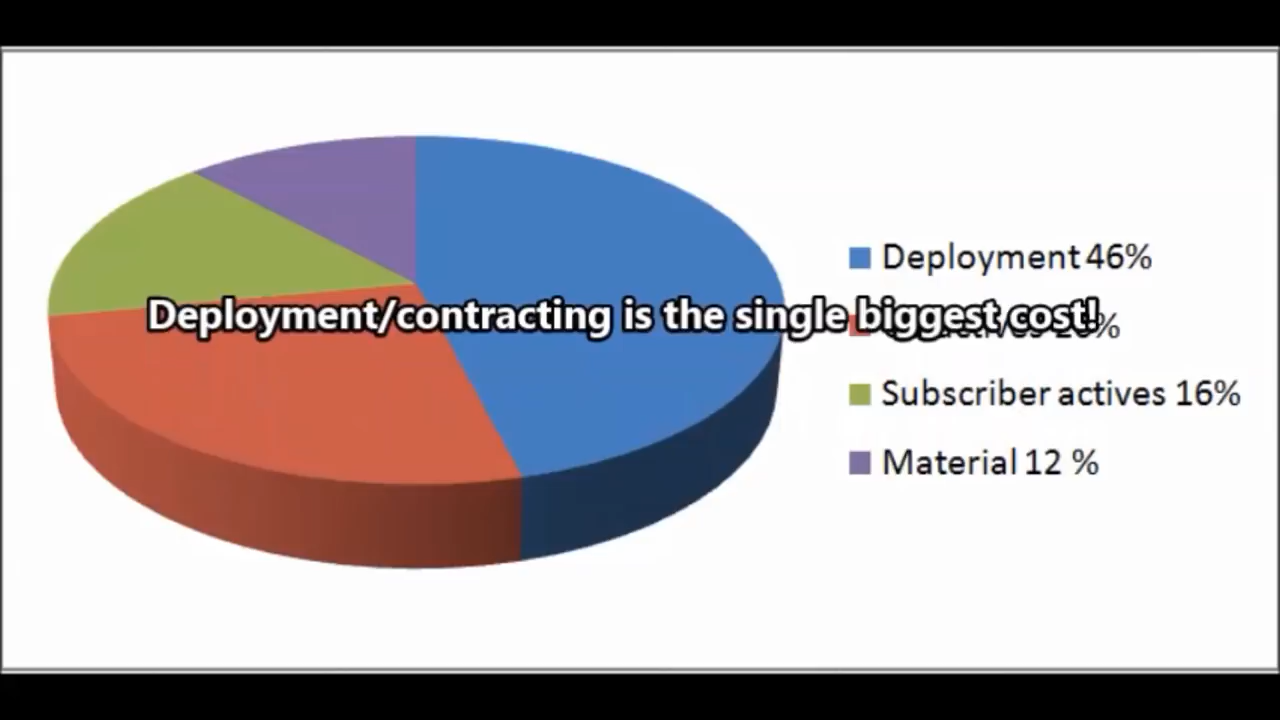 Deployment 46%
Deployment/contracting is the single biggest cost!
Subscriber actives 16%
Material 12 %